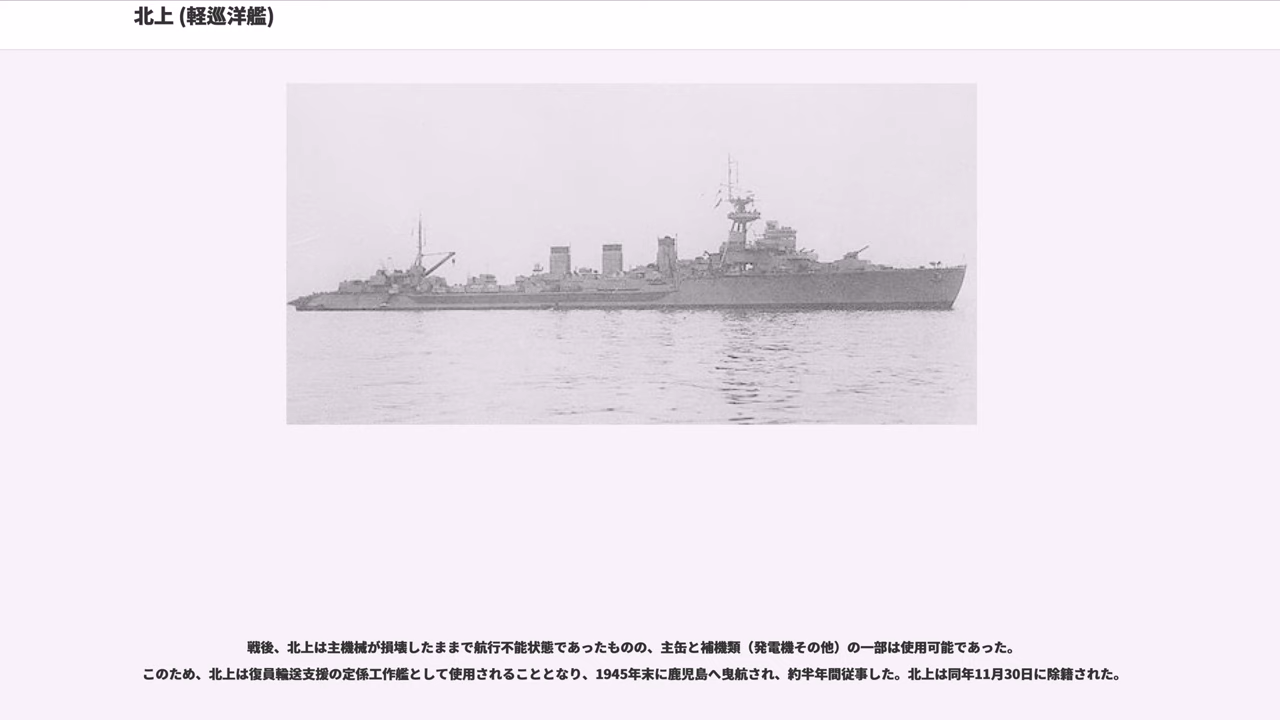 北上 (軽巡洋艦)
戦後、北上は主機械が損壊したままで航行不能状態であったものの、主缶と補機類（発電機その他）の一部は使用可能であった。
このため、北上は復員輸送支援の定係工作艦として使用されることとなり、1945年末に鹿児島へ曳航され、約半年間従事した。北上は同年11月30日に除籍された。